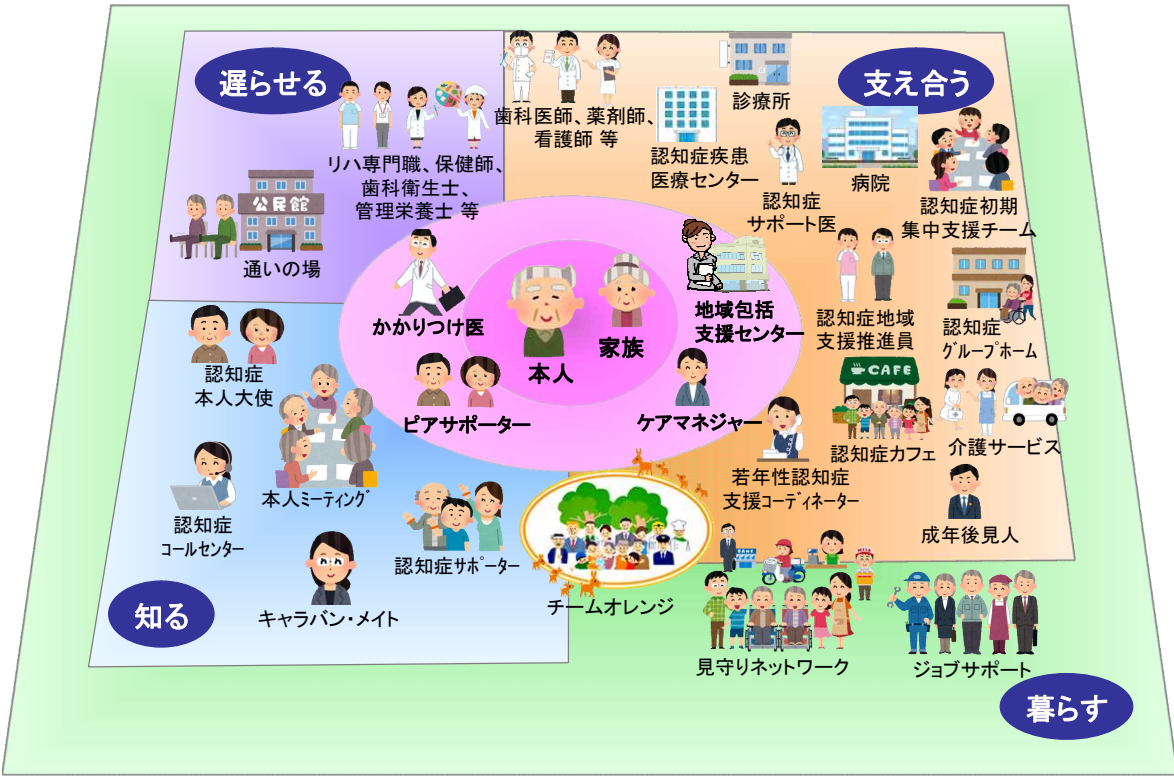 遅らせる
リハ専門職、保健師、
歯科衛生士、
管理栄養士 等
公民館
通いの場
支え合う
歯科医師、薬剤師、
看護師 等
診療所
認知症疾患
医療センター
認知症
サポート医
病院
認知症初期
集中支援チーム
かかりつけ医
本人
家族
地域包括
支援センター
ピアサポーター
ケアマネジャー
認知症地域
支援推進員
認知症
グループホーム
CAFE
認知症カフェ
介護サービス
若年性認知症
支援コーディネーター
成年後見人
認知症
本人大使
本人ミーティング
認知症
コールセンター
認知症サポーター
キャラバン・メイト
知る
チームオレンジ
BANK
MILK
見守りネットワーク
ジョブサポート
暮らす